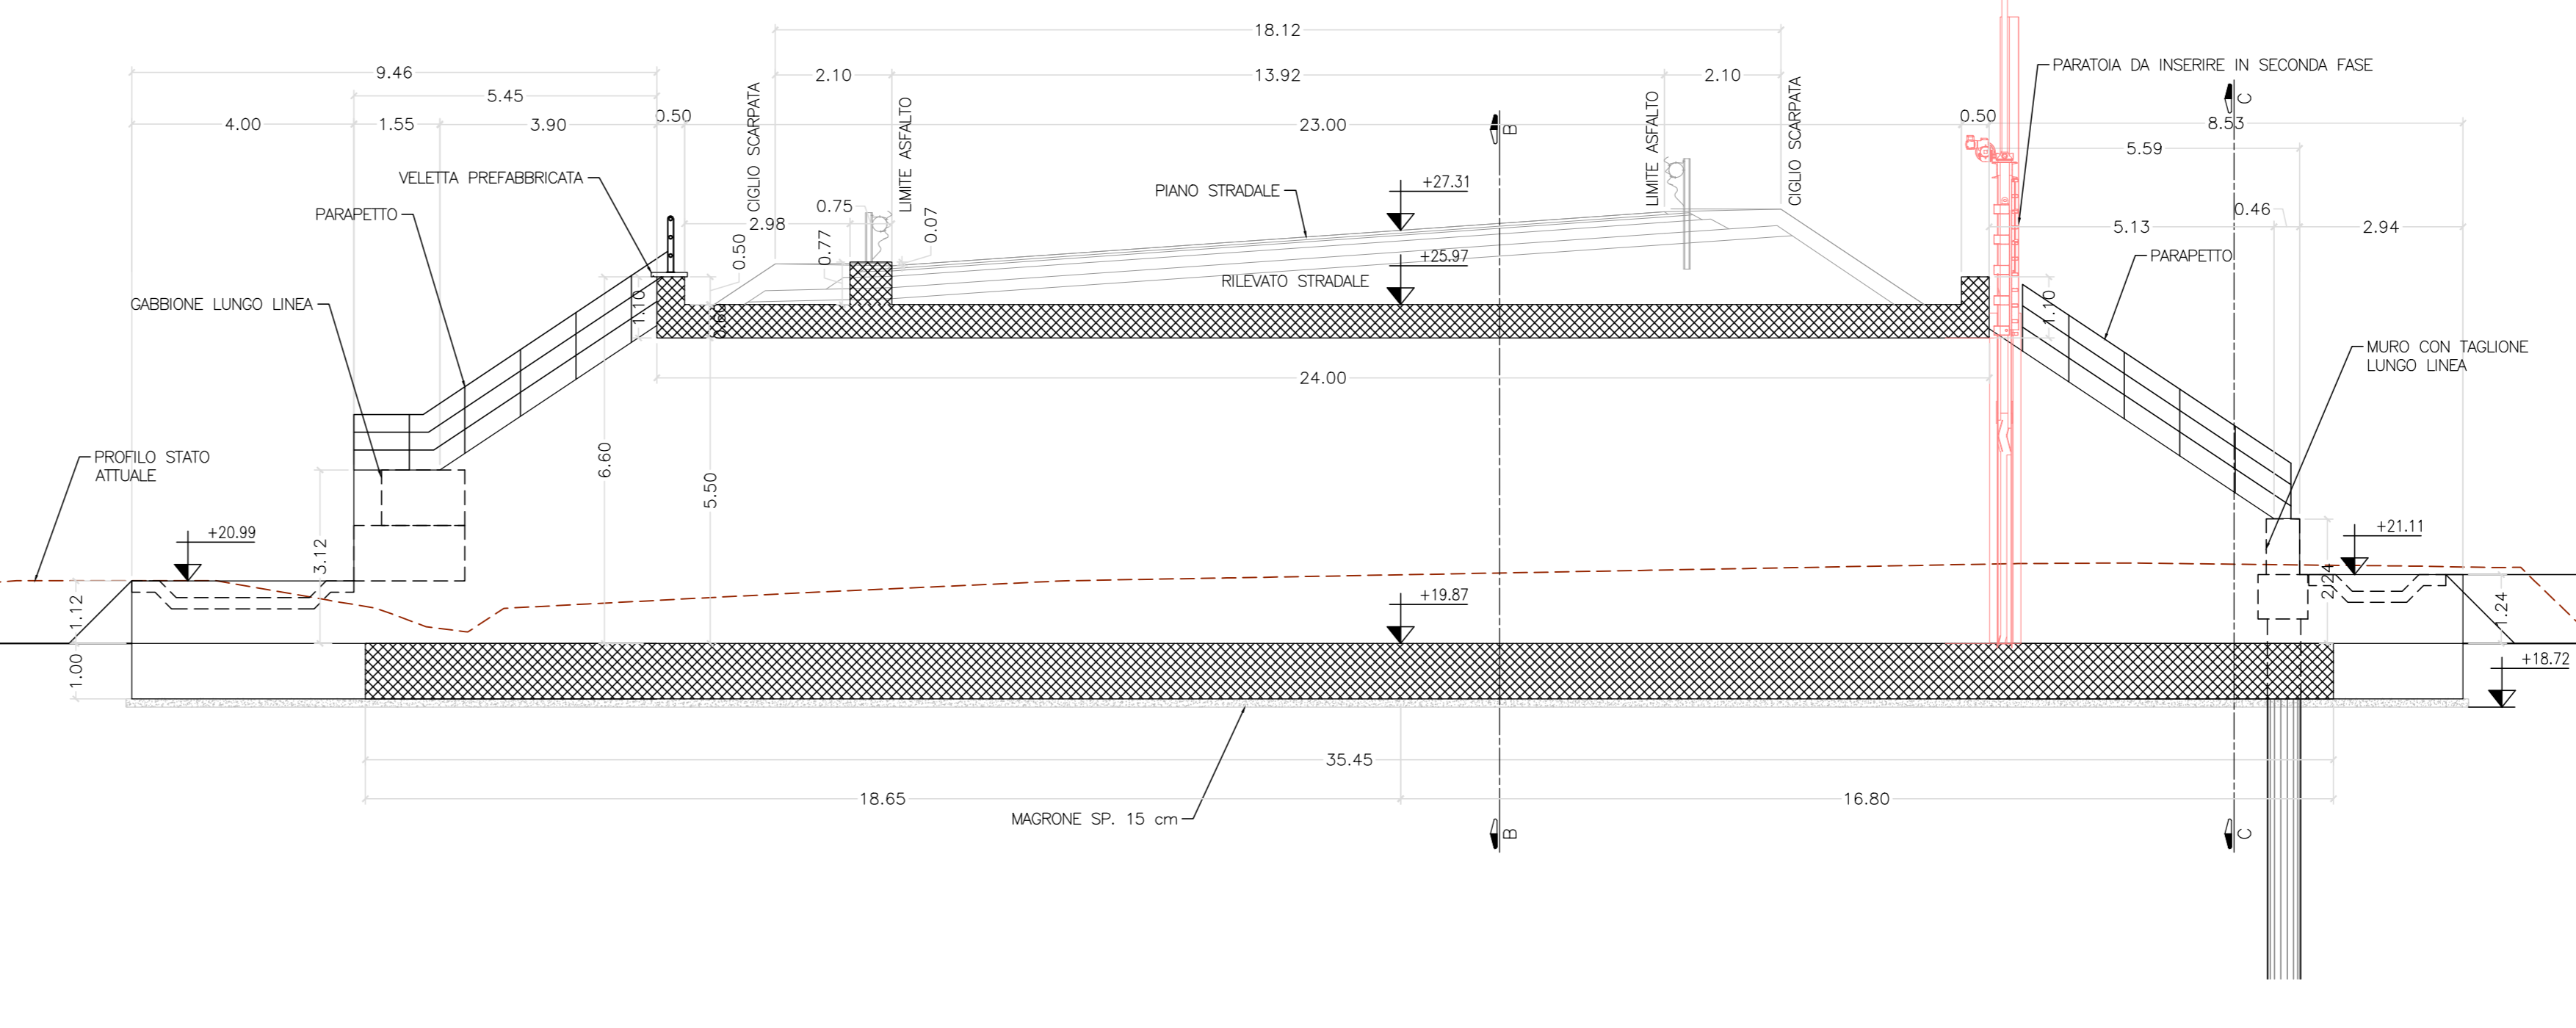 18.12
9.46
2.10
13.92
2.10
PARATOIA DA INSERIRE IN SECONDA FASE
5.45
0.50
0.50
4.00
1.55
3.90
23.00
8.53
CIGLIO SCARPATA
LIMITE ASFALTO
B
LIMITE ASFALTO
CIGLIO SCARPATA
C
5.59
VELETTA PREFABBRICATA
PIANO STRADALE
+27.31
PARAPETTO
0.75
2.98
0.07
0.46
5.13
2.94
0.50
0.77
+25.97
RILEVATO STRADALE
PARAPETTO
GABBIONE LUNGO LINEA
1.10
0.60
1.10
MURO CON TAGLIONE
LUNGO LINEA
24.00
PROFILO STATO
ATTUALE
6.60
5.50
+20.99
3.12
+21.11
2.24
1.12
+19.87
1.24
1.00
+18.72
35.45
18.65
16.80
MAGRONE SP. 15 cm
B
C